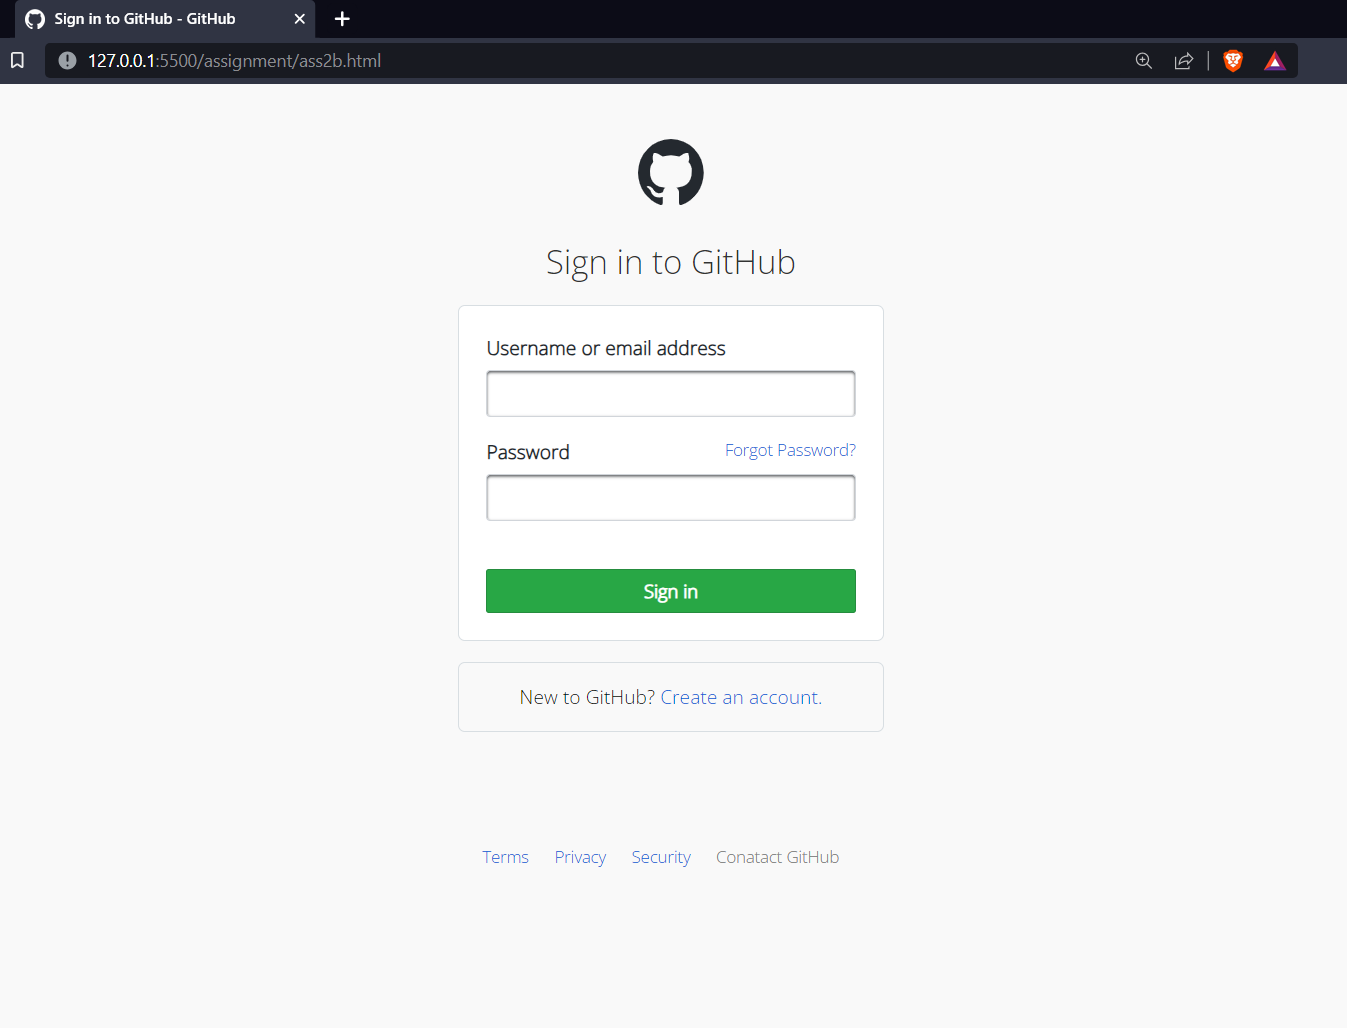 Sign in to GitHub - GitHub
127.0.0.1:5500/assignment/ass2b.html
Sign in to GitHub
Username or email address
Password Forgot Password?
Sign in
New to GitHub? Create an account.
Terms Privacy Security Conatact GitHub